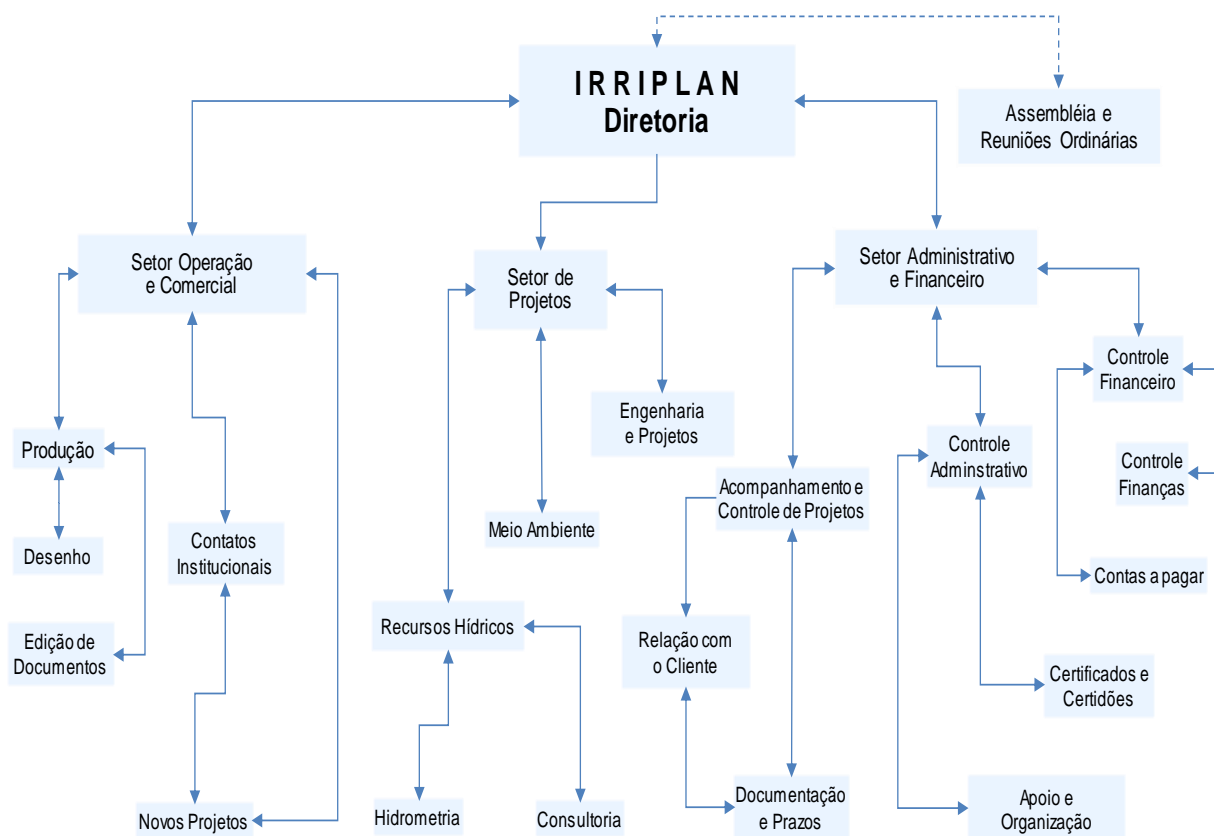 I R R I P L A N
Diretoria
Assembléia e
Reuniões Ordinárias
Setor Operação
e Comercial
Setor de
Projetos
Setor Administrativo
e Financeiro
Controle
Financeiro
Engenharia
e Projetos
Produção
Controle
Adminstrativo
Controle
Finanças
Acompanhamento e
Controle de Projetos
Meio Ambiente
Desenho
Contatos
Institucionais
Contas a pagar
Recursos Hídricos
Edição de
Documentos
Relação com
o Cliente
Certificados e
Certidões
Novos Projetos
Hidrometria
Consultoria
Documentação
e Prazos
Apoio e
Organização